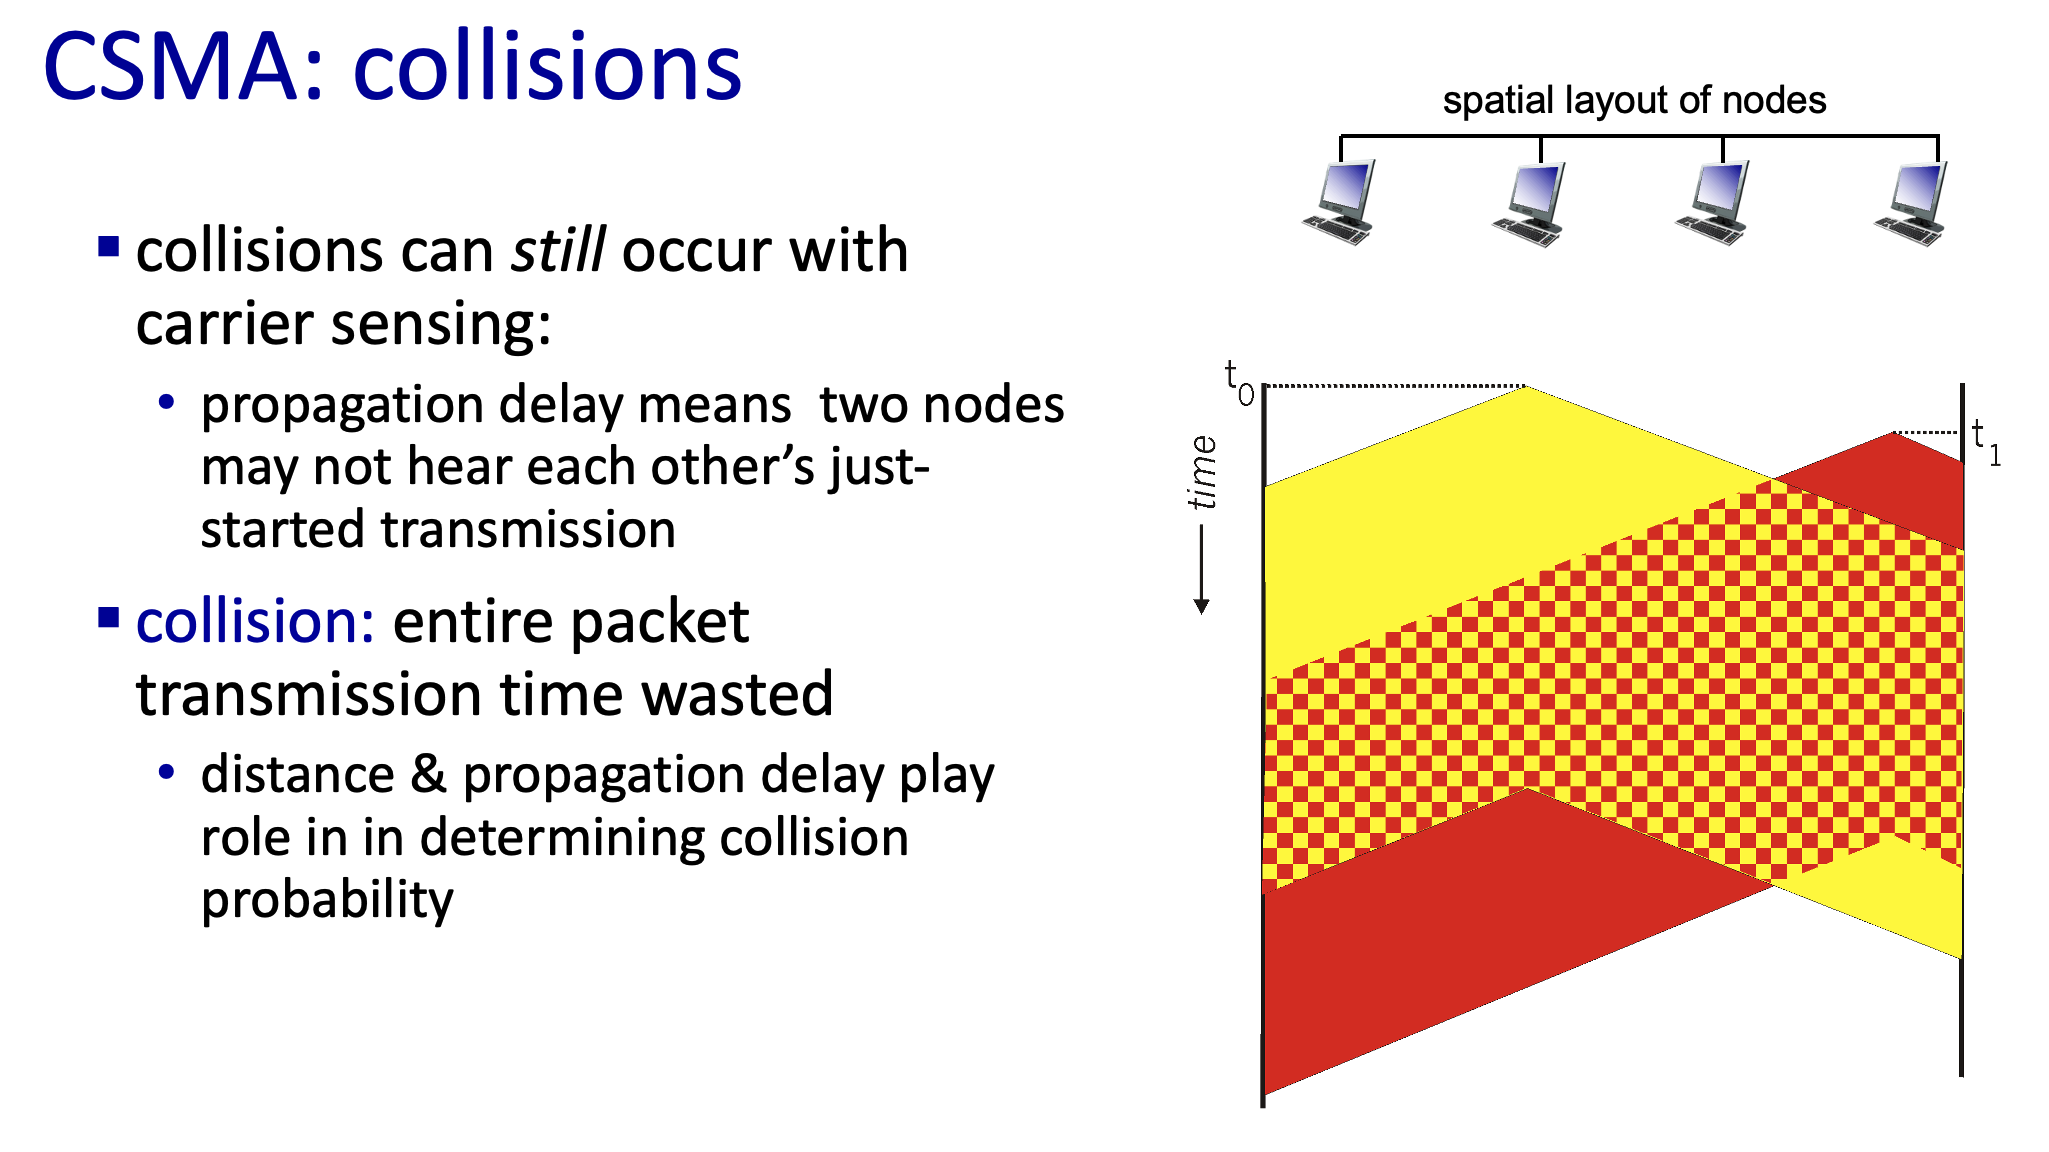 CSMA: collisions
spatial layout of nodes
collisions can still occur with
carrier sensing:
propagation delay means  two nodes
may not hear each other’s just-
started transmission
collision: entire packet
transmission time wasted
distance & propagation delay play
role in in determining collision
probability
t0
t1
time